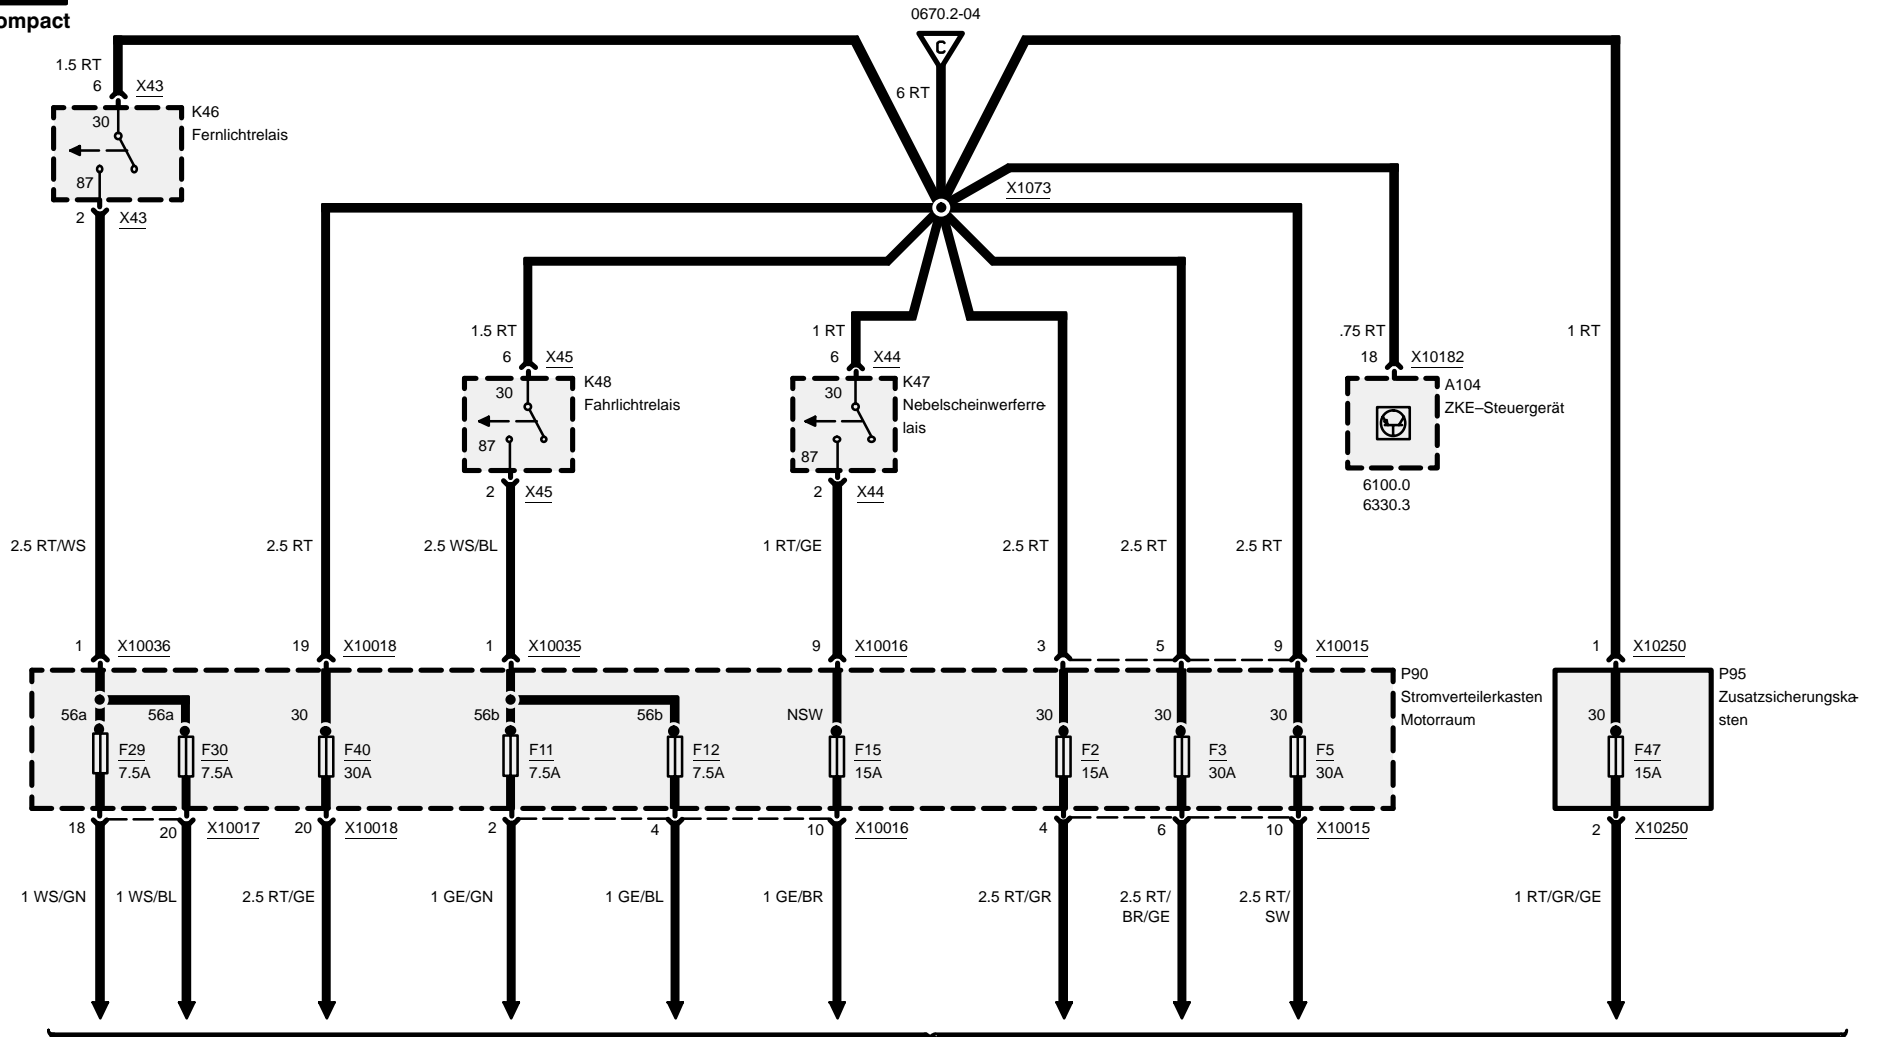 ompact
0670.2-04
C
6 RT
1.5 RT
6 X43
30
87
K46
Fernlichtrelais
2 X43
X1073
1.5 RT
6 X45
30
87
K48
Fahrlichtrelais
2 X45
1 RT
6 X44
30
87
K47
Nebelscheinwerferre-
lais
2 X44
.75 RT
18 X10182
A104
ZKE–Steuergerät
6100.0
6330.3
1 RT
2.5 RT/WS
2.5 RT
2.5 WS/BL
1 RT/GE
2.5 RT
2.5 RT
2.5 RT
1 X10036
19 X10018
1 X10035
9 X10016
3
5
9 X10015
1 X10250
P90
Stromverteilerkasten
Motorraum
P95
Zusatzsicherungska-
sten
56a
56a
30
56b
56b
NSW
30
30
30
30
F29
7.5A
F30
7.5A
F40
30A
F11
7.5A
F12
7.5A
F15
15A
F2
15A
F3
30A
F5
30A
F47
15A
18
20 X10017
20 X10018
2
4
10 X10016
4
6
10 X10015
2 X10250
1 WS/GN
1 WS/BL
2.5 RT/GE
1 GE/GN
1 GE/BL
1 GE/BR
2.5 RT/GR
2.5 RT/
BR/GE
2.5 RT/
SW
1 RT/GR/GE